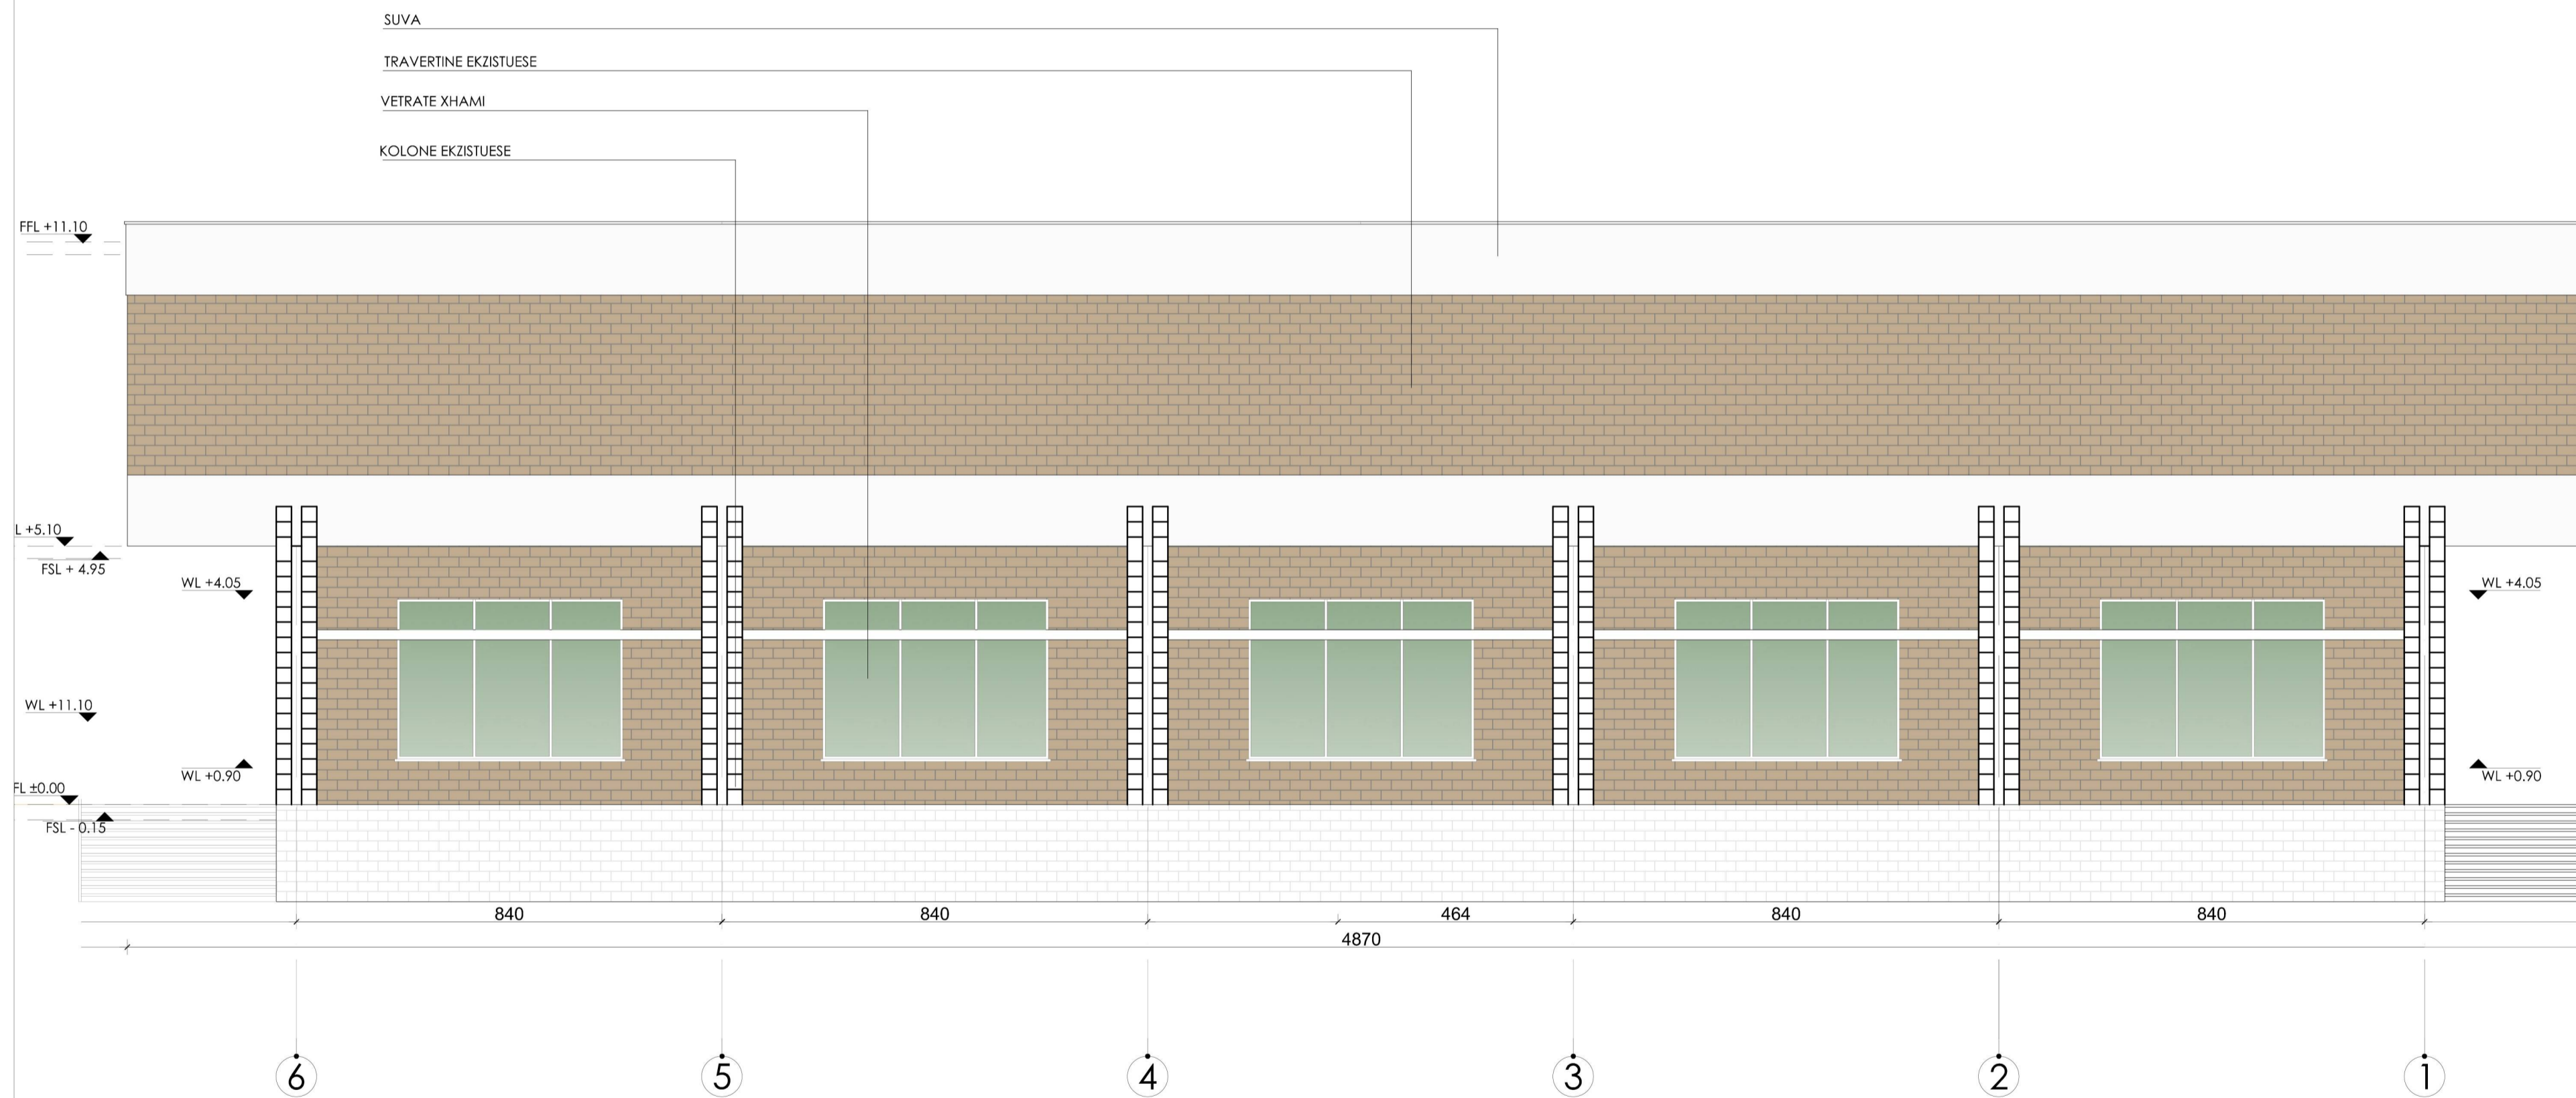 SUVA
TRAVERTINE EKZISTUESE
VETRATE XHAMI
KOLONE EKZISTUESE
FFL +11.10
L +5.10
FSL + 4.95
WL +4.05
WL +4.05
WL +11.10
WL +0.90
WL +0.90
FL ±0.00
FSL - 0.15
840
840
464
840
840
4870
6
5
4
3
2
1